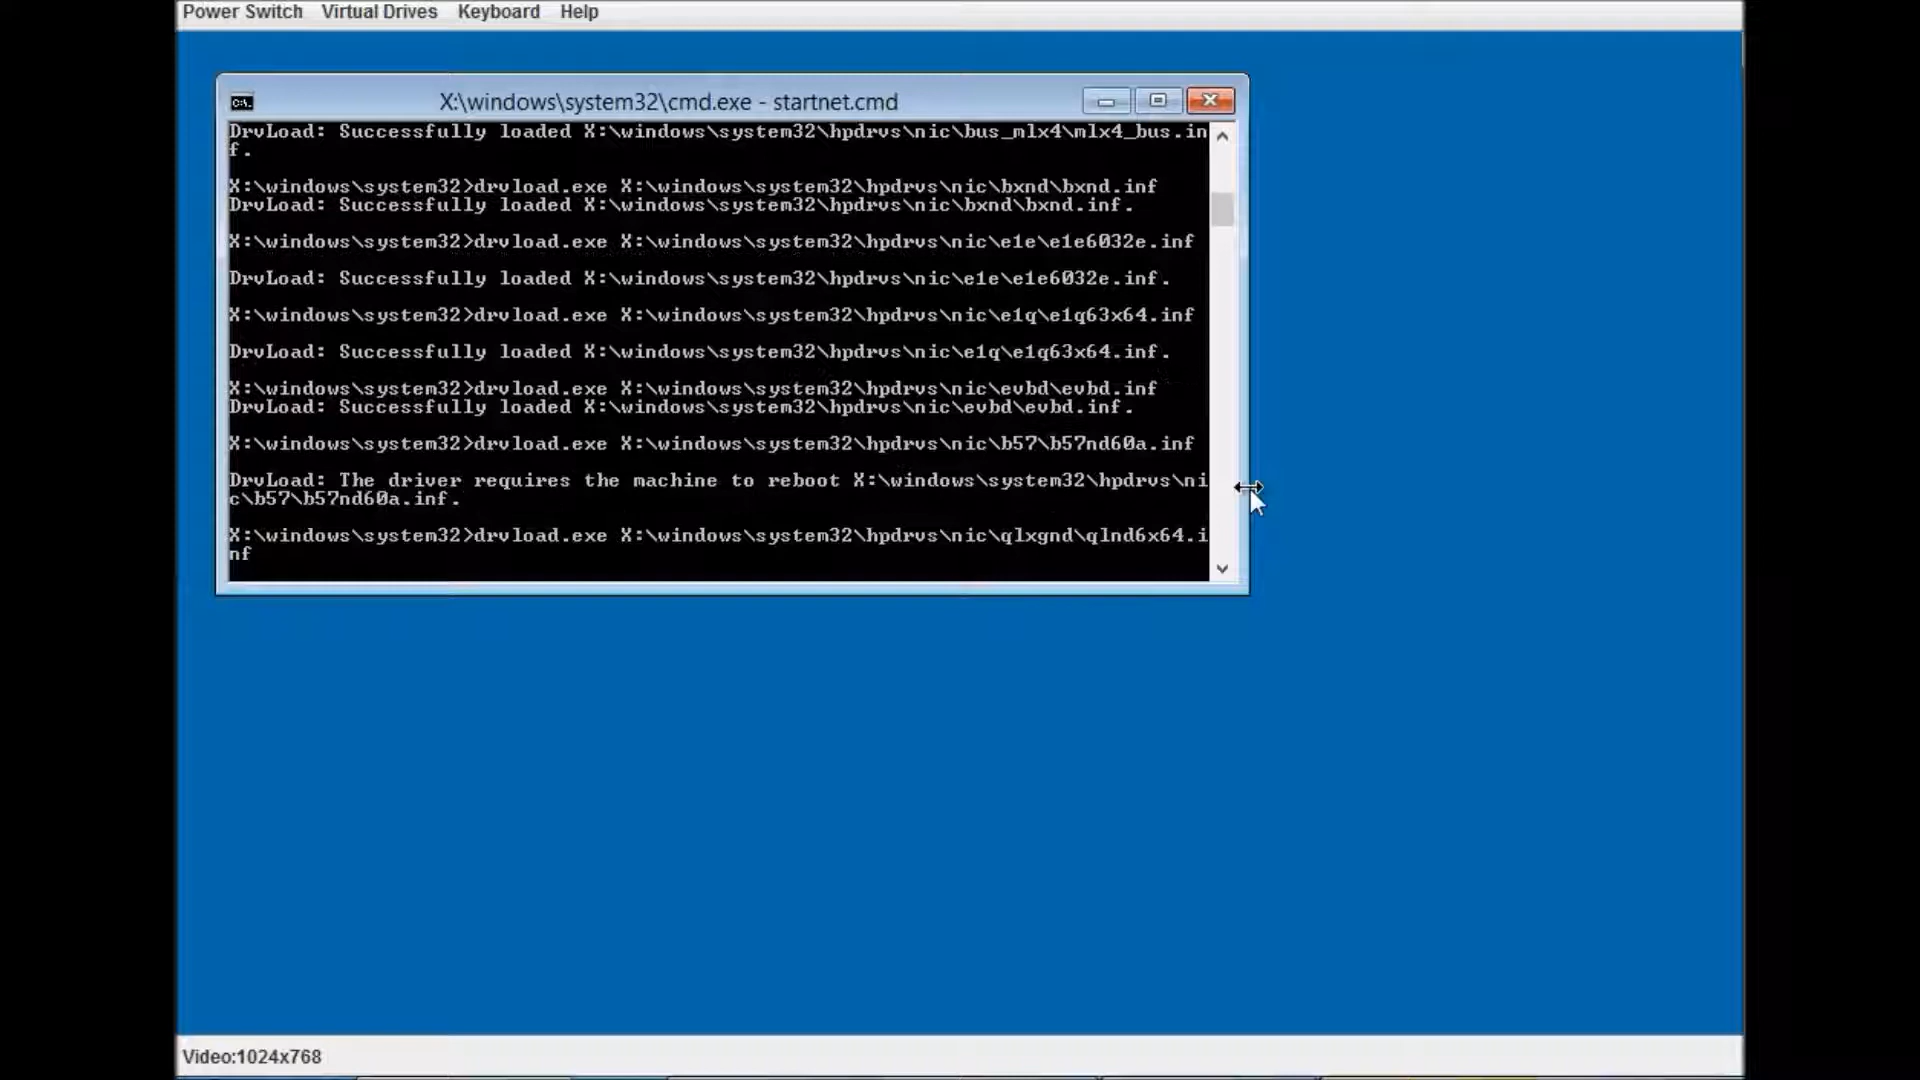 Power Switch Virtual Drives Keyboard Help
C:\.
X:\windows\system32\cmd.exe - startnet.cmd
DrvLoad: Successfully loaded X:\windows\system32\hpdrvs\nic\bus_mlx4\mlx4_bus.in
f.
X:\windows\system32>drvload.exe X:\windows\system32\hpdrvs\nic\bxnd\bxnd.inf
DrvLoad: Successfully loaded X:\windows\system32\hpdrvs\nic\bxnd\bxnd.inf.
X:\windows\system32>drvload.exe X:\windows\system32\hpdrvs\nic\e1e\e1e6032e.inf
DrvLoad: Successfully loaded X:\windows\system32\hpdrvs\nic\e1e\e1e6032e.inf.
X:\windows\system32>drvload.exe X:\windows\system32\hpdrvs\nic\e1q\e1q63x64.inf
DrvLoad: Successfully loaded X:\windows\system32\hpdrvs\nic\e1q\e1q63x64.inf.
X:\windows\system32>drvload.exe X:\windows\system32\hpdrvs\nic\evbd\evbd.inf
DrvLoad: Successfully loaded X:\windows\system32\hpdrvs\nic\evbd\evbd.inf.
X:\windows\system32>drvload.exe X:\windows\system32\hpdrvs\nic\b57\b57nd60a.inf
DrvLoad: The driver requires the machine to reboot X:\windows\system32\hpdrvs\ni
c\b57\b57nd60a.inf.
X:\windows\system32>drvload.exe X:\windows\system32\hpdrvs\nic\qlxgnd\qlnd6x64.i
nf
Video:1024x768